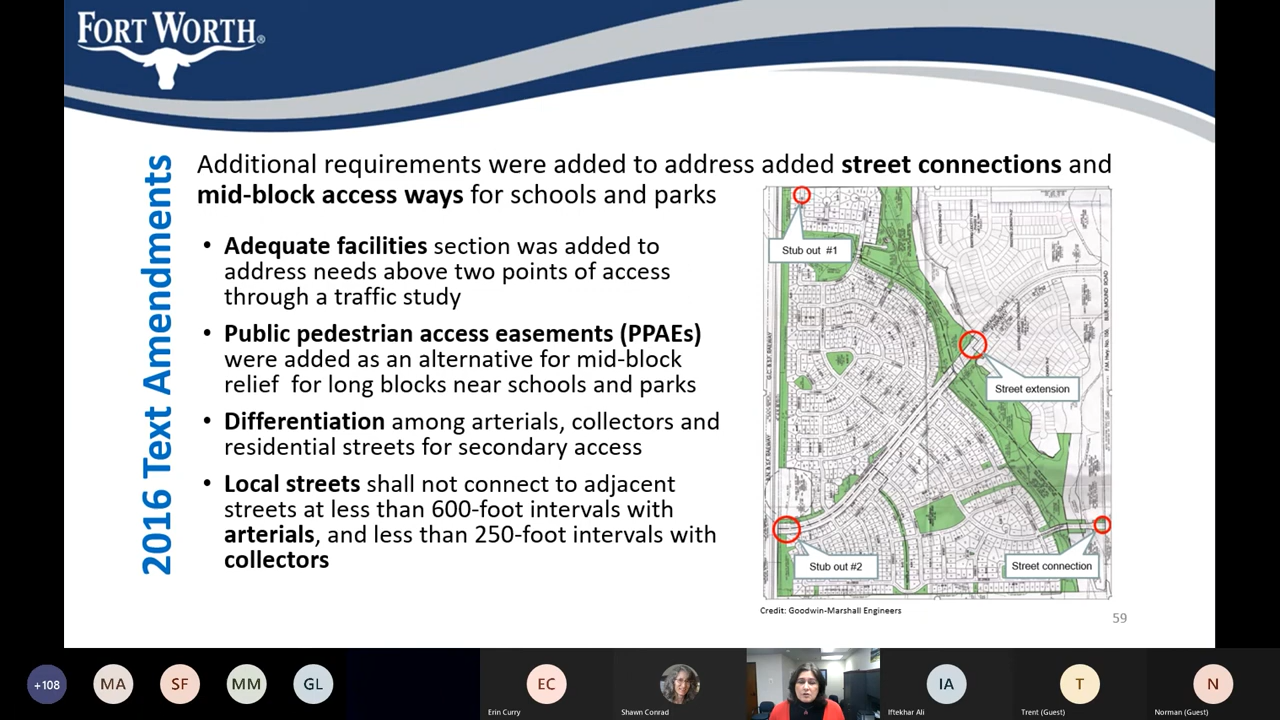 FORT WORTH®
2016 Text Amendments
Additional requirements were added to address added street connections and
mid-block access ways for schools and parks
• Adequate facilities section was added to
address needs above two points of access
through a traffic study
• Public pedestrian access easements (PPAEs)
were added as an alternative for mid-block
relief for long blocks near schools and parks
• Differentiation among arterials, collectors and
residential streets for secondary access
• Local streets shall not connect to adjacent
streets at less than 600-foot intervals with
arterials, and less than 250-foot intervals with
collectors
Stub out #1
Street extension
Stub out #2
Street connection
Credit: Goodwin-Marshall Engineers
59
+108
MA
SF
MM
GL
EC
IA
T
N
Erin Curry
Shawn Conrad
Iftekhar Ali
Trent (Guest)
Norman (Guest)